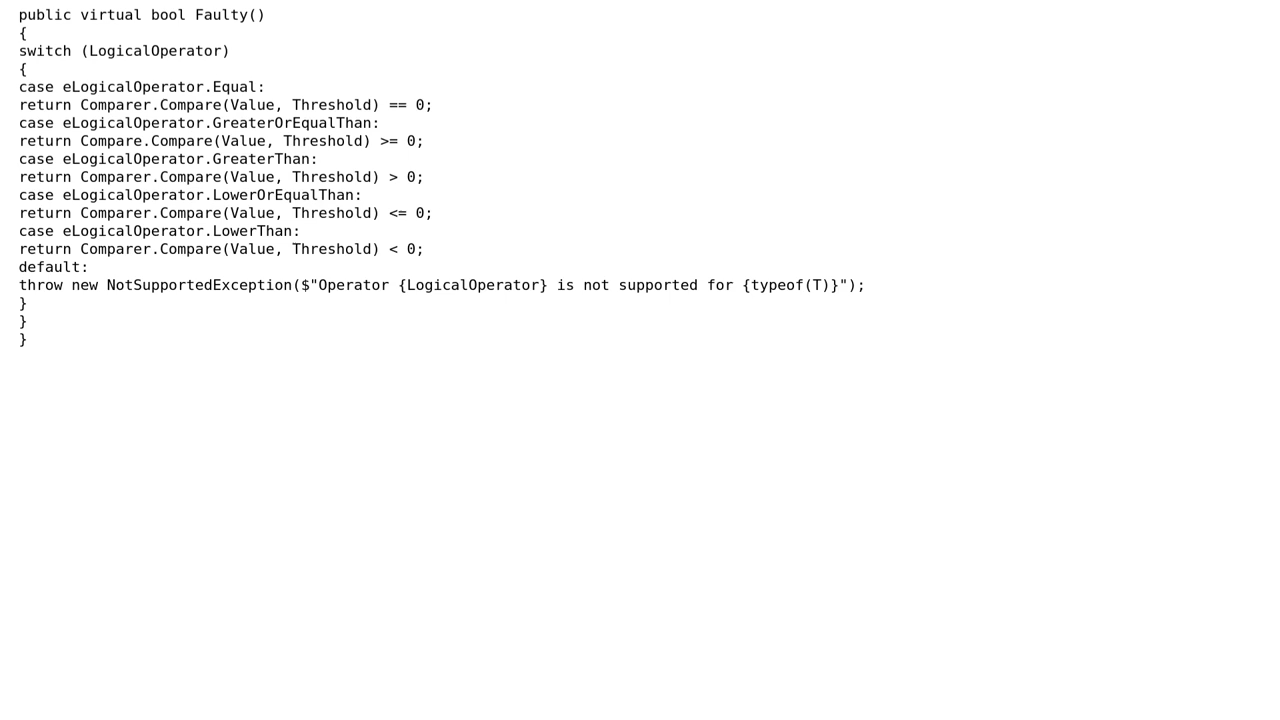 public virtual bool Faulty()
{
switch (LogicalOperator)
{
case eLogicalOperator.Equal:
return Comparer.Compare(Value, Threshold) == 0;
case eLogicalOperator.GreaterOrEqualThan:
return Compare.Compare(Value, Threshold) >= 0;
case eLogicalOperator.GreaterThan:
return Comparer.Compare(Value, Threshold) > 0;
case eLogicalOperator.LowerOrEqualThan:
return Comparer.Compare(Value, Threshold) <= 0;
case eLogicalOperator.LowerThan:
return Comparer.Compare(Value, Threshold) < 0;
default:
throw new NotSupportedException($"Operator {LogicalOperator} is not supported for {typeof(T)}");
}
}
}